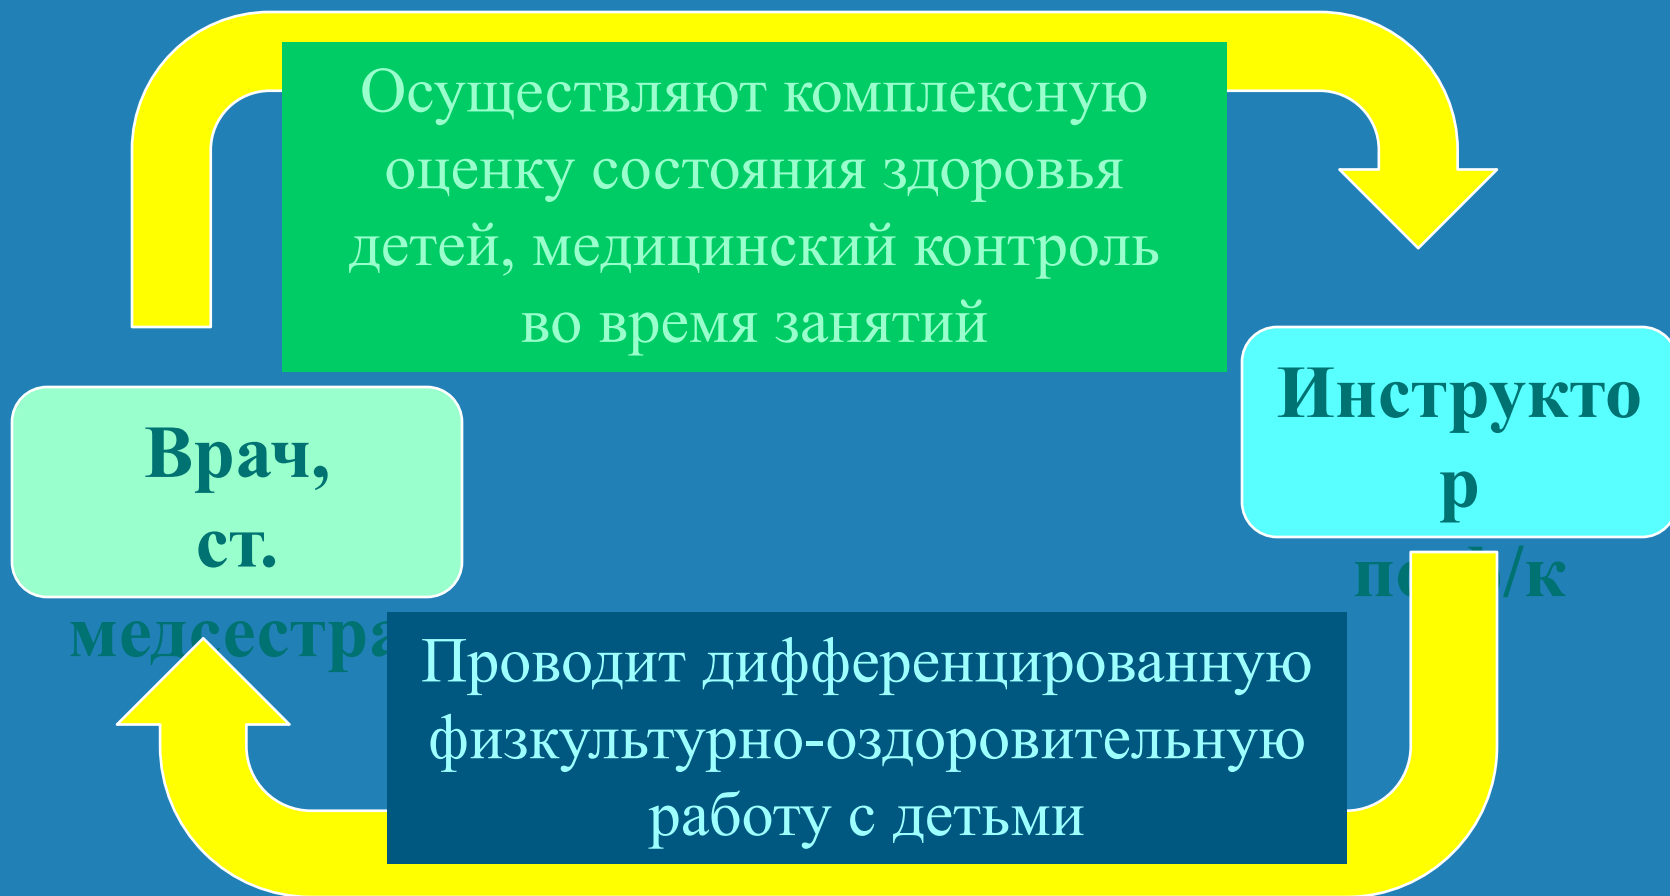 Осуществляют комплексную
оценку состояния здоровья
детей, медицинский контроль
во время занятий
Инструкто
р
/к
Врач,
ст.
медсестра
Проводит дифференцированную
физкультурно-оздоровительную
работу с детьми